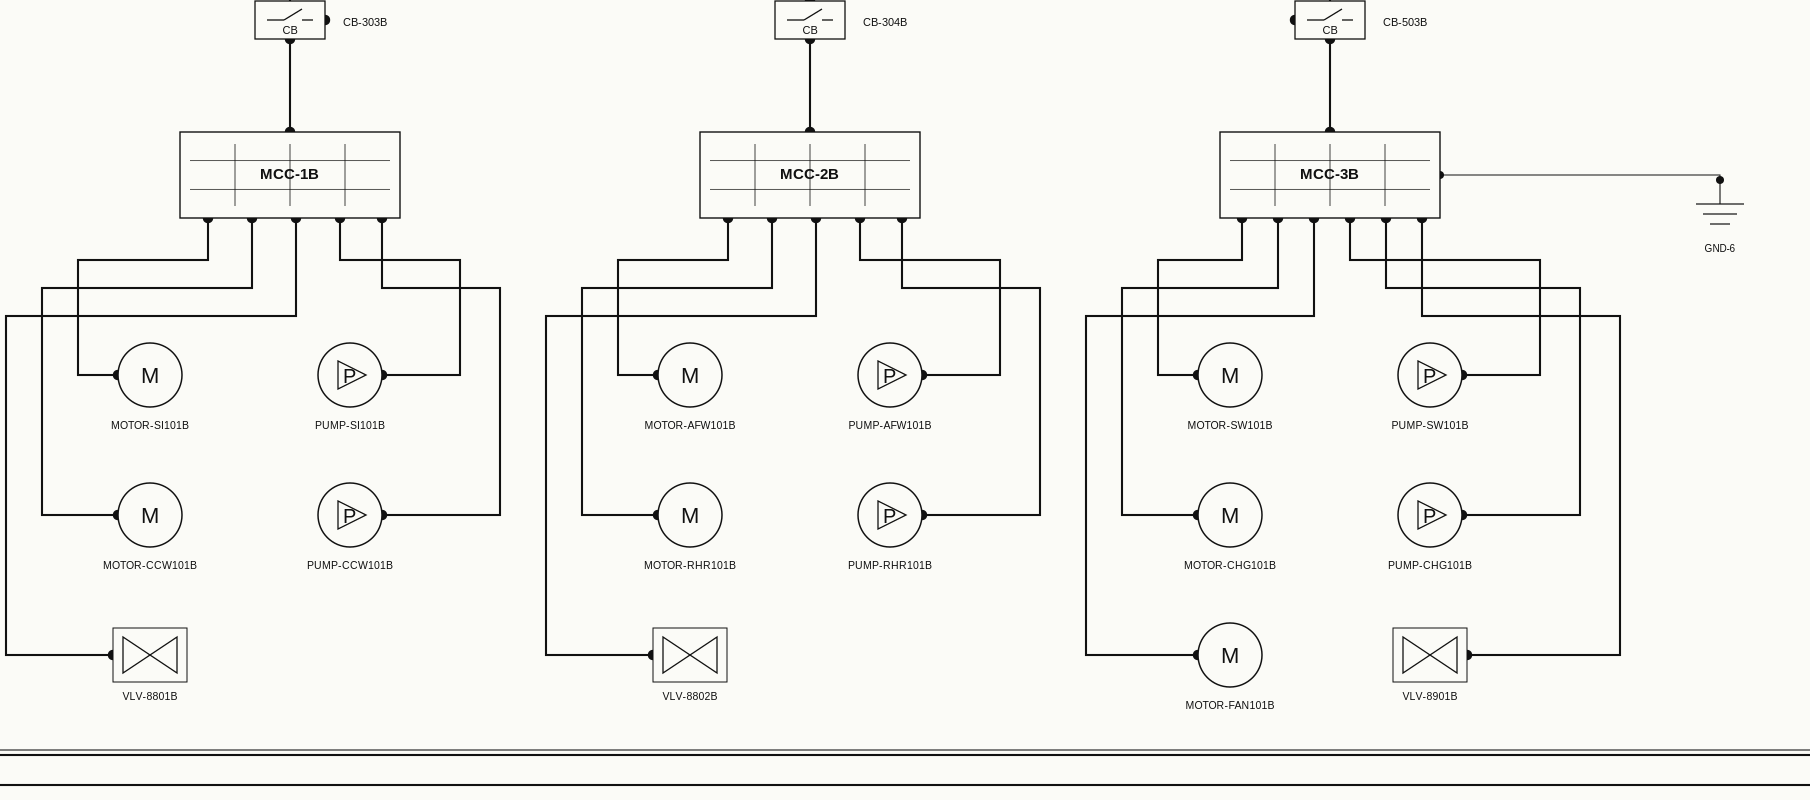 CB
CB-303B
CB
CB-304B
CB
CB-503B
MCC-1B
MCC-2B
MCC-3B
GND-6
M
P
M
P
M
P
MOTOR-SI101B
PUMP-SI101B
MOTOR-AFW101B
PUMP-AFW101B
MOTOR-SW101B
PUMP-SW101B
M
P
M
P
M
P
MOTOR-CCW101B
PUMP-CCW101B
MOTOR-RHR101B
PUMP-RHR101B
MOTOR-CHG101B
PUMP-CHG101B
M
VLV-8801B
VLV-8802B
MOTOR-FAN101B
VLV-8901B